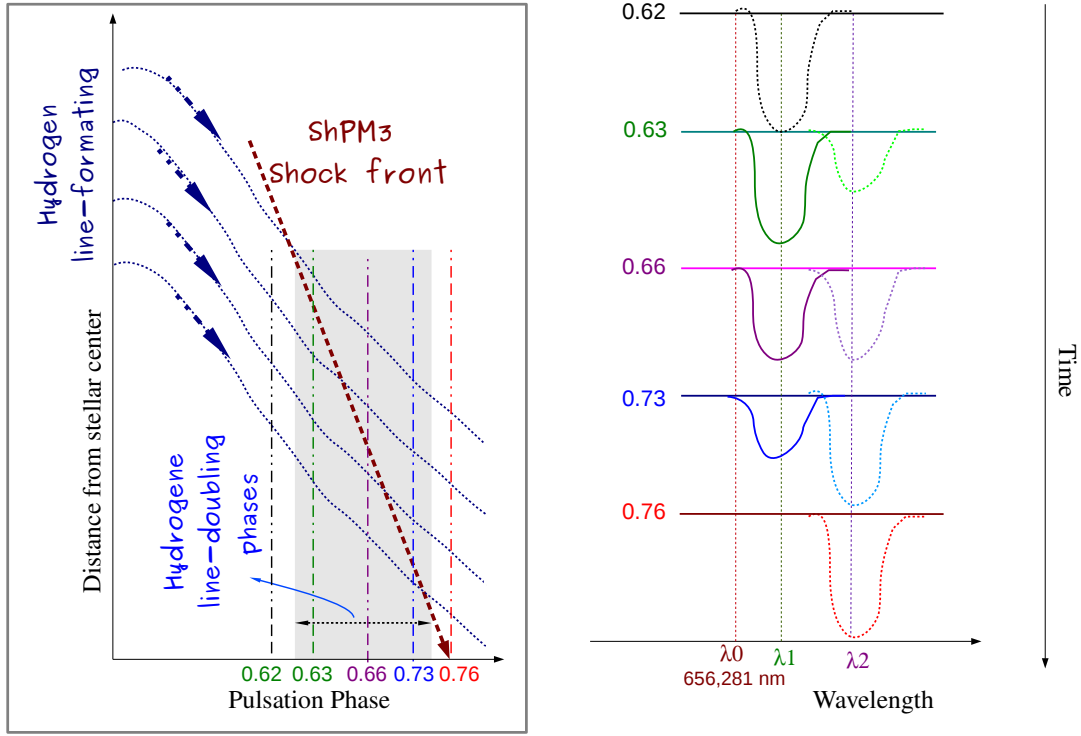 Hydrogen
line-formating
ShPM3
Shock front
Distance from stellar center
Hydrogene
line-doubling
phases
0.62 0.63 0.66 0.73 0.76
Pulsation Phase
0.62
0.63
0.66
0.73
0.76
Time
λ0 λ1 λ2
656,281 nm
Wavelength